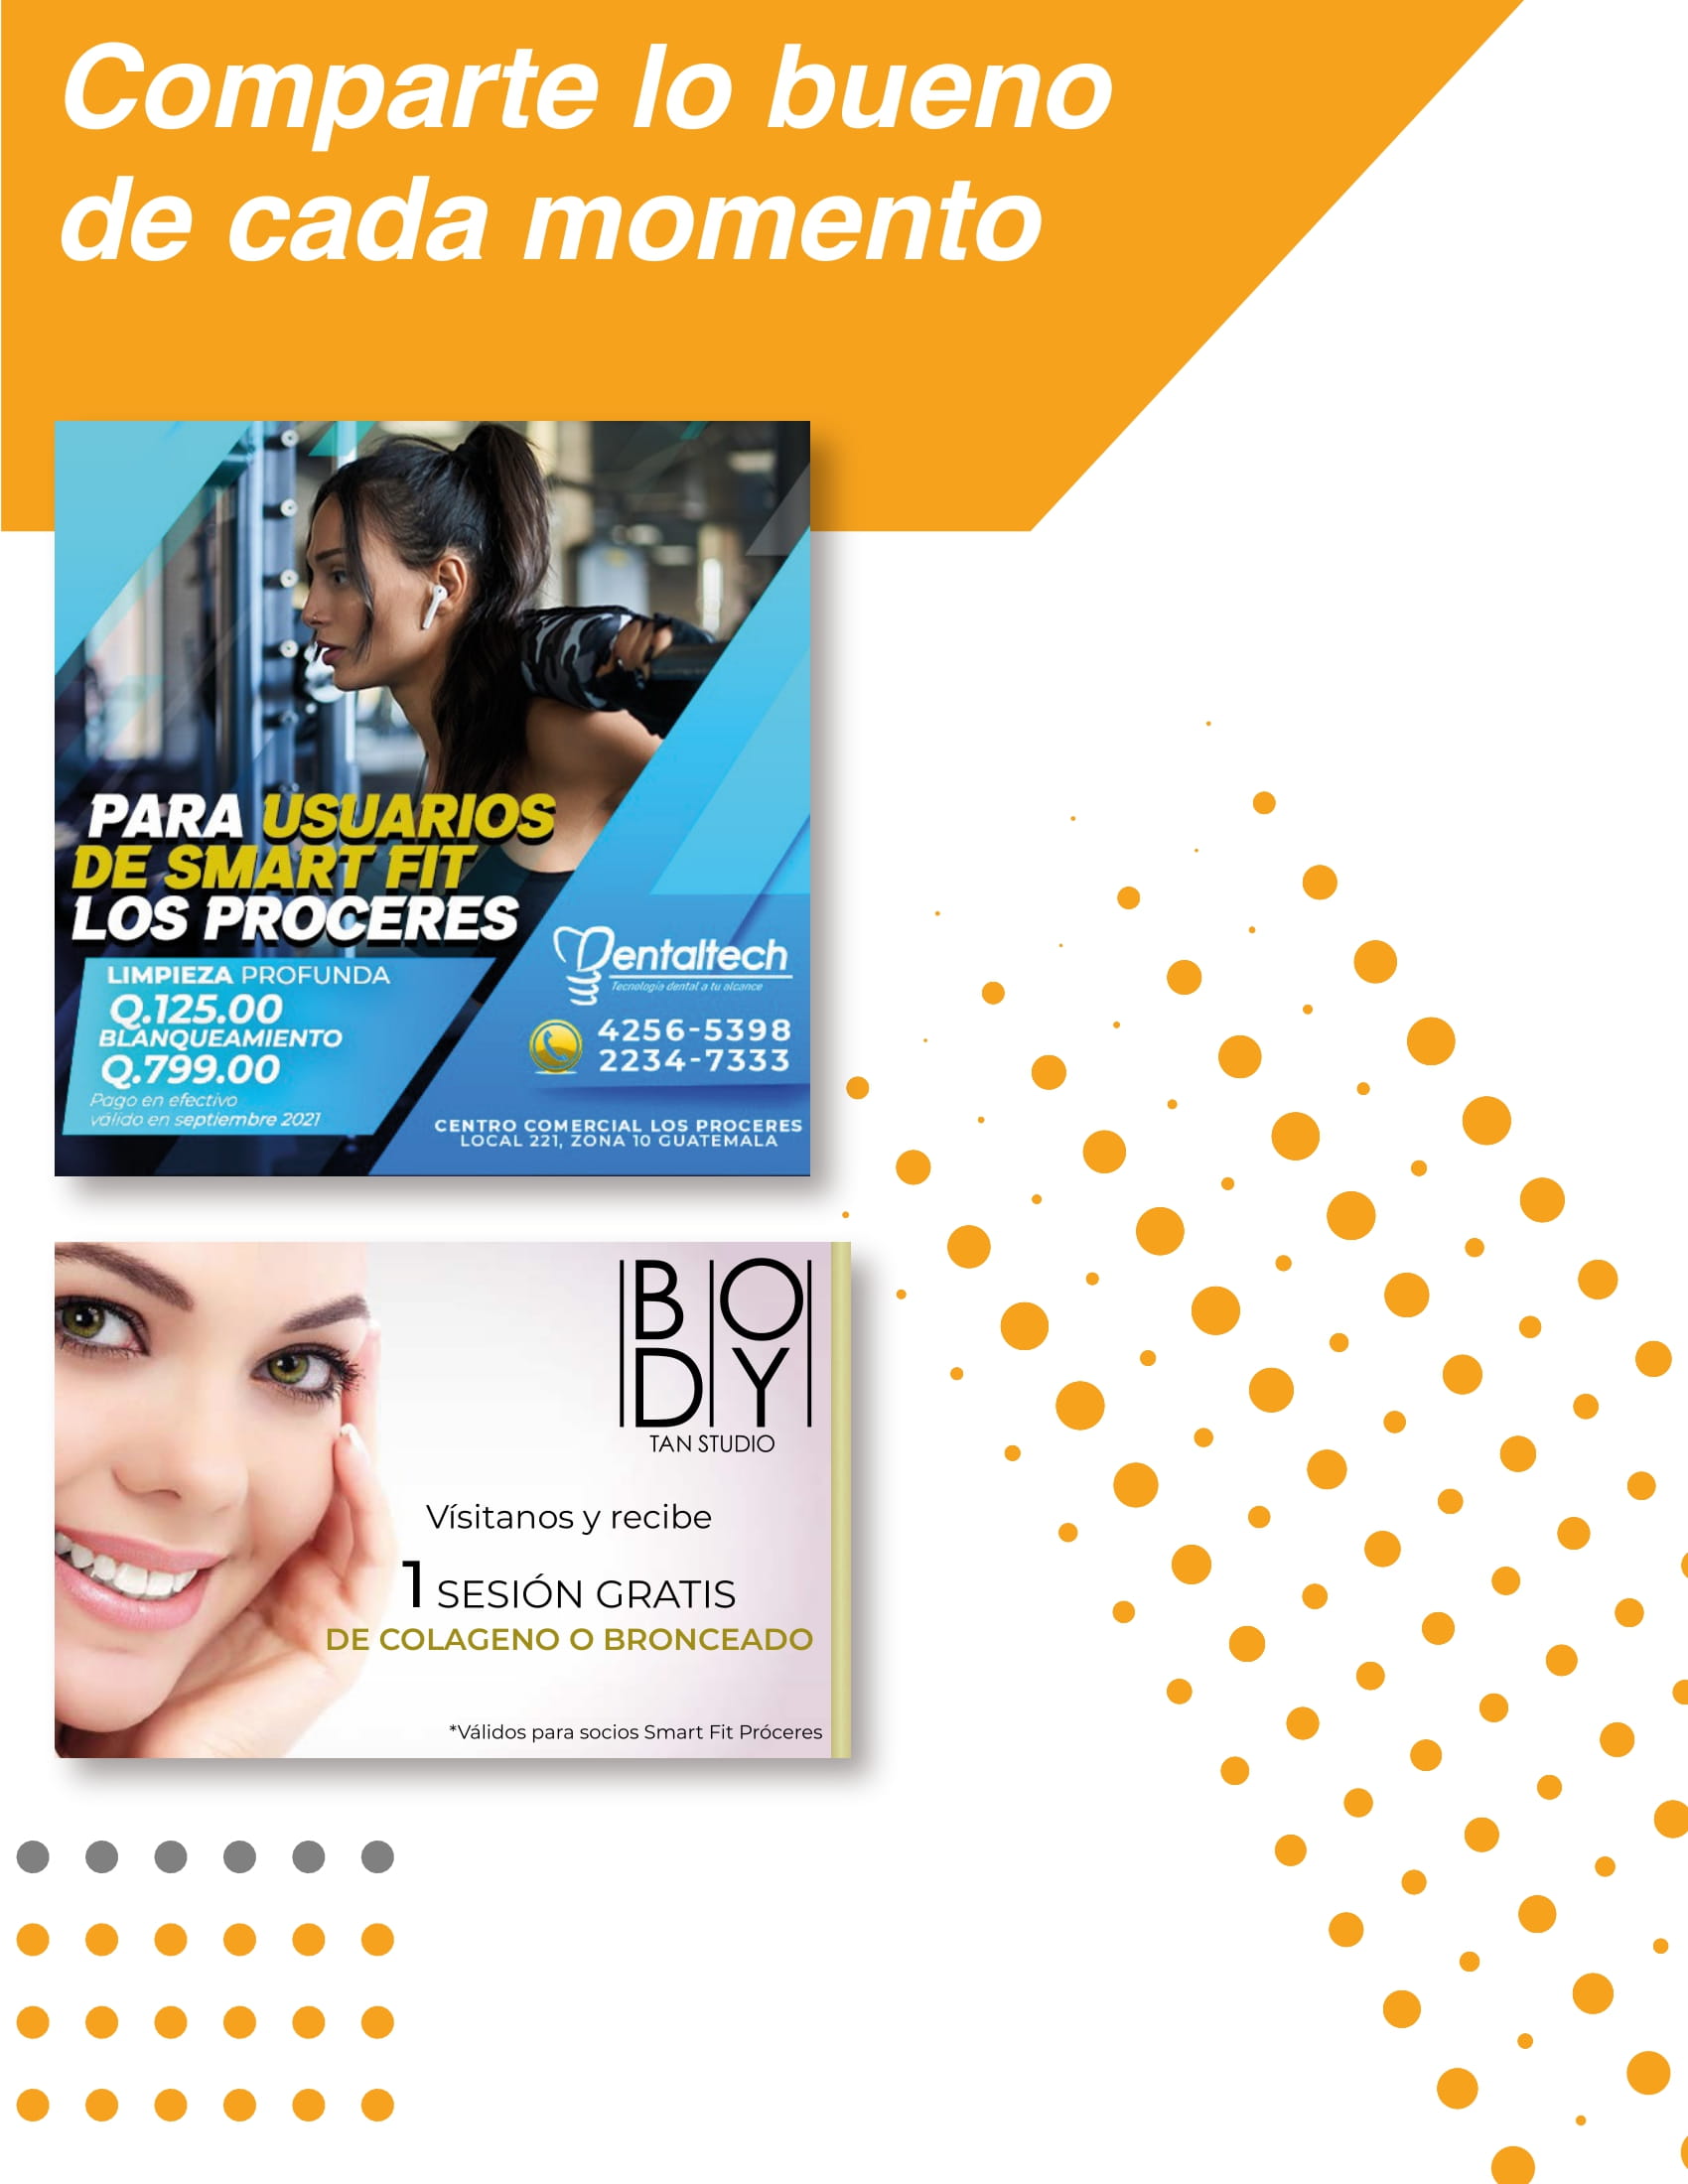 Comparte lo bueno
de cada momento
PARA USUARIOS
DE SMART FIT
LOS PROCERES
LIMPIEZA PROFUNDA
Q.125.00
BLANQUEAMIENTO
Q.799.00
Pago en efectivo
válido en septiembre 2021
Dentaltech
Tecnología dental a tu alcance
4256-5398
2234-7333
CENTRO COMERCIAL LOS PROCERES
LOCAL 221, ZONA 10 GUATEMALA
BO
DY
TAN STUDIO
Vísitanos y recibe
1 SESIÓN GRATIS
DE COLAGENO O BRONCEADO
*Válidos para socios Smart Fit Próceres